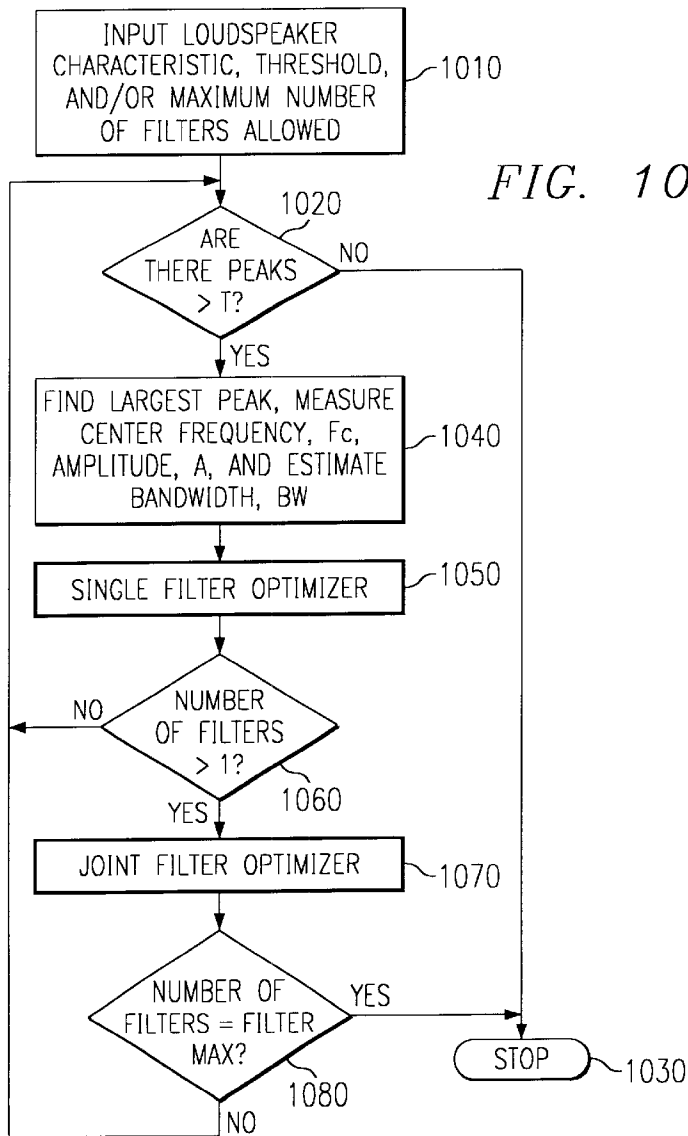 INPUT LOUDSPEAKER
CHARACTERISTIC, THRESHOLD,
AND/OR MAXIMUM NUMBER
OF FILTERS ALLOWED
1010
FIG. 10
1020
ARE
THERE PEAKS
> T?
NO
YES
FIND LARGEST PEAK, MEASURE
CENTER FREQUENCY, Fc,
AMPLITUDE, A, AND ESTIMATE
BANDWIDTH, BW
1040
SINGLE FILTER OPTIMIZER
1050
NO
NUMBER
OF FILTERS
> 1?
1060
YES
JOINT FILTER OPTIMIZER
1070
NUMBER OF
FILTERS = FILTER
MAX?
YES
1080
NO
STOP
1030